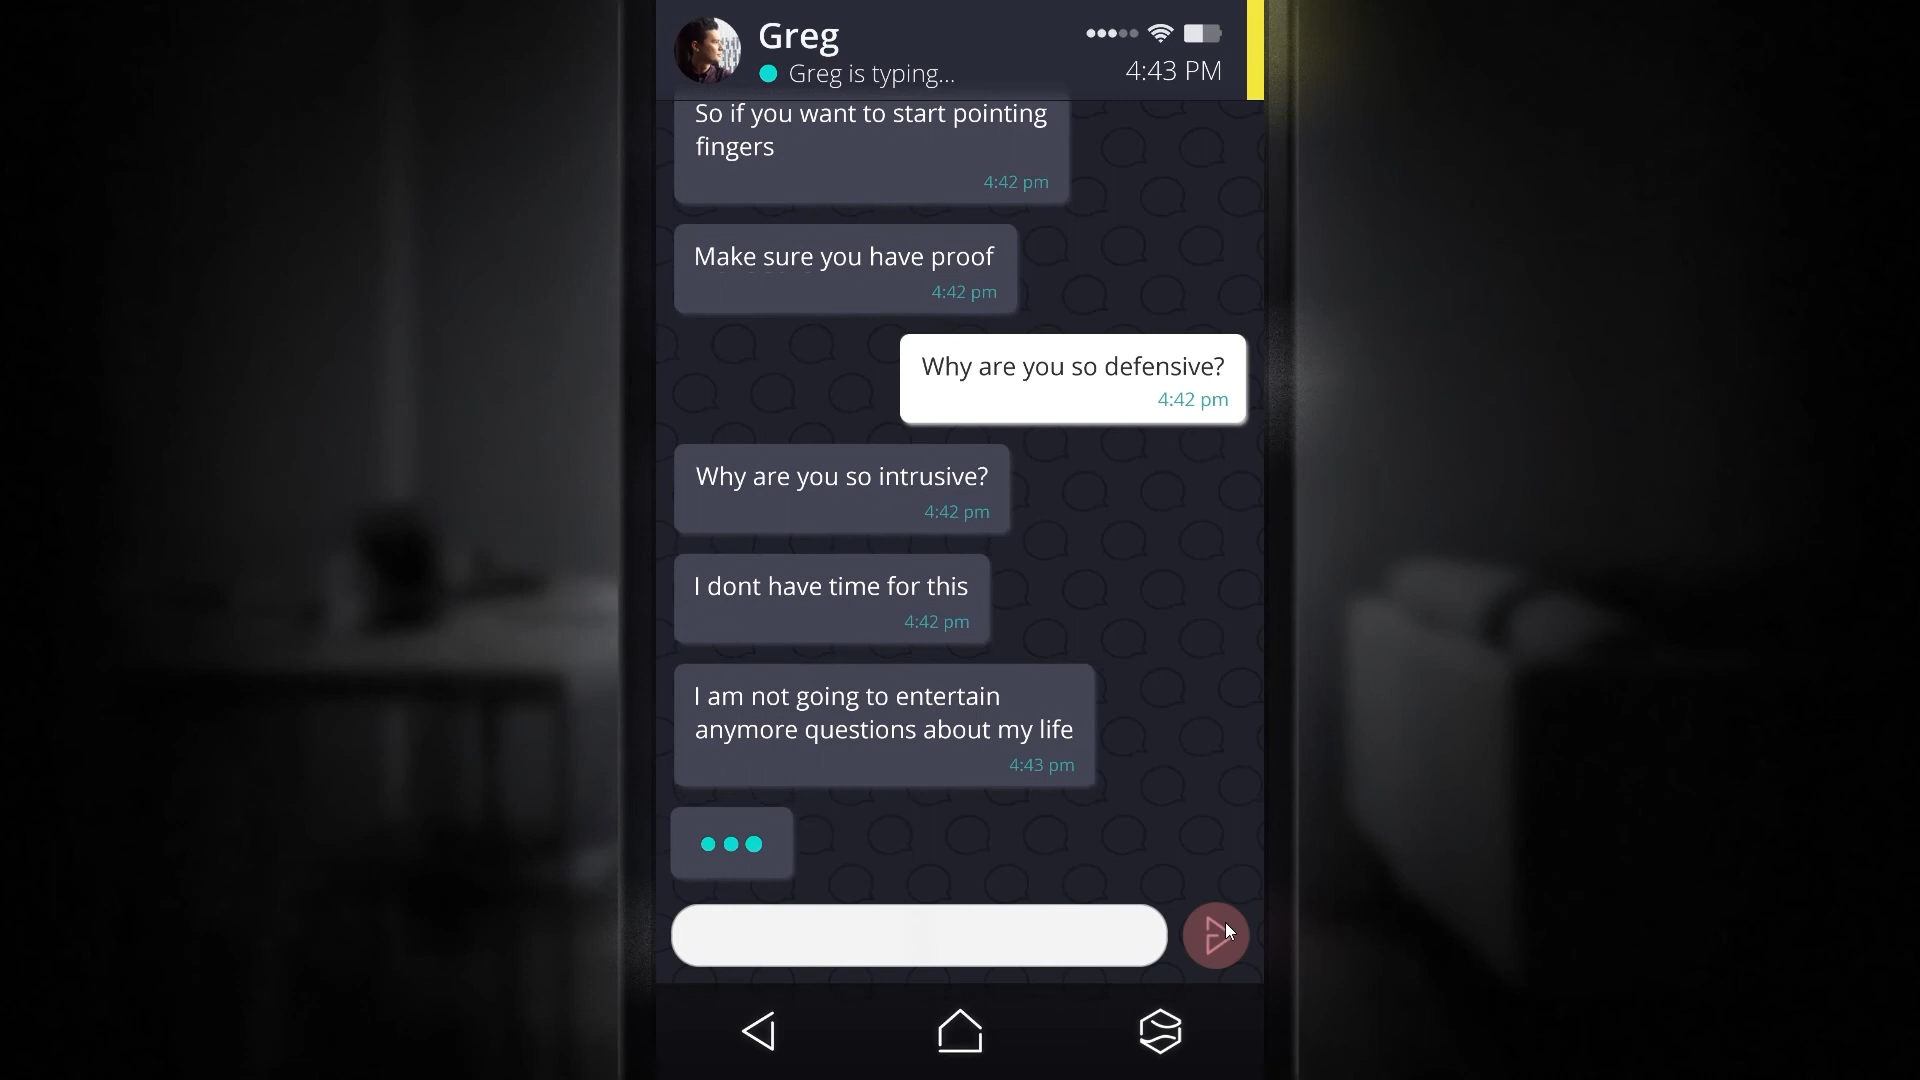 Greg
Greg is typing...
4:43 PM
So if you want to start pointing
fingers
4:42 pm
Make sure you have proof
4:42 pm
Why are you so defensive?
4:42 pm
Why are you so intrusive?
4:42 pm
I dont have time for this
4:42 pm
I am not going to entertain
anymore questions about my life
4:43 pm